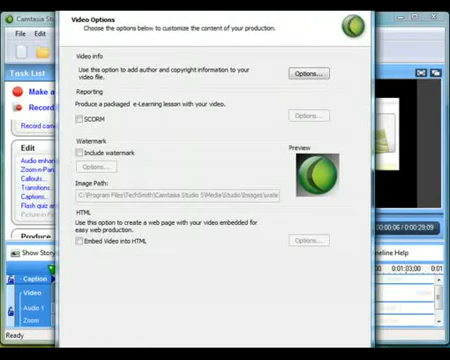 Camtasia Studio
File Edit
Task List
Make a
Record
Record cam
Edit
Audio enhan
Zoom-n-Pan
Callouts...
Transitions...
Captions...
Flash quiz an
Picture-in-P
Produce
Show Story
Caption
Video
Audio 1
Zoom
Ready
Video Options
Choose the options below to customize the content of your production.
Video info
Use this option to add author and copyright information to your
video file.
Options...
Reporting
Produce a packaged e-Learning lesson with your video.
SCORM
Options...
Watermark
Include watermark
Options...
Preview
Image Path:
C:\Program Files\TechSmith\Camtasia Studio 5\Media\Studio\Images\wate
HTML
Use this option to create a web page with your video embedded for
easy web production.
Embed Video into HTML
Options...
00:00:06 / 00:29:09
meline Help
00:01:03:00 0:01